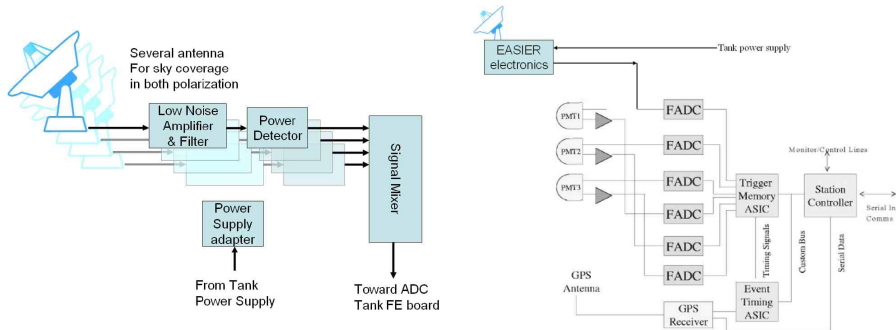 Several antenna
For sky coverage
in both polarization
Low Noise
Amplifier
& Filter
Power
Detector
Signal Mixer
Power
Supply
adapter
From Tank
Power Supply
Toward ADC
Tank FE board
EASIER
electronics
Tank power supply
FADC
PMT1
FADC
PMT2
FADC
PMT3
FADC
FADC
Trigger
Memory
ASIC
Monitor/Control Lines
Station
Controller
Serial In
Comms
Timing Signals
Custom Bus
Serial Data
GPS
Antenna
GPS
Receiver
Event
Timing
ASIC